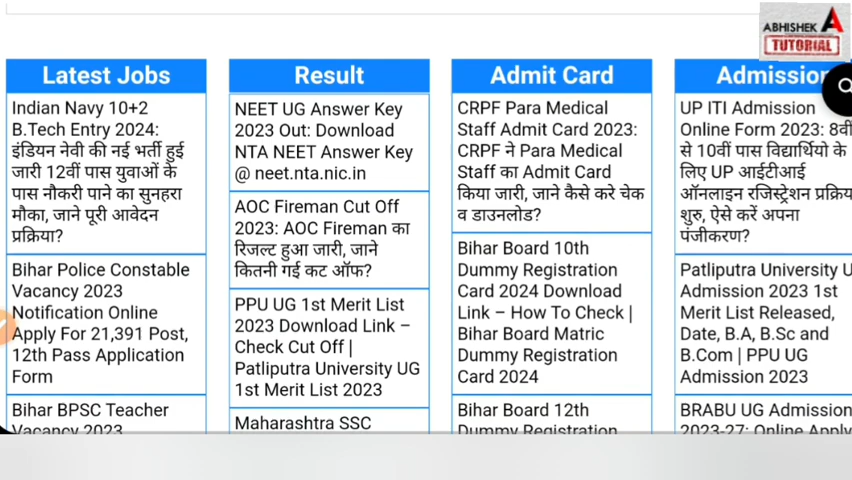 ABHISHEK A
TUTORIAL
Latest Jobs
Indian Navy 10+2
B.Tech Entry 2024:
इंडियन नेवी की नई भर्ती हुई
जारी 12वीं पास युवाओं के
पास नौकरी पाने का सुनहरा
मौका, जाने पूरी आवेदन
प्रक्रिया?
Bihar Police Constable
Vacancy 2023
Notification Online
Apply For 21,391 Post,
12th Pass Application
Form
Bihar BPSC Teacher
Vacancy 2023
Result
NEET UG Answer Key
2023 Out: Download
NTA NEET Answer Key
@ neet.nta.nic.in
AOC Fireman Cut Off
2023: AOC Fireman का
रिजल्ट हुआ जारी, जाने
कितनी गई कट ऑफ?
PPU UG 1st Merit List
2023 Download Link –
Check Cut Off |
Patliputra University UG
1st Merit List 2023
Maharashtra SSC
Admit Card
CRPF Para Medical
Staff Admit Card 2023:
CRPF ने Para Medical
Staff का Admit Card
किया जारी, जाने कैसे करे चेक
व डाउनलोड?
Bihar Board 10th
Dummy Registration
Card 2024 Download
Link – How To Check |
Bihar Board Matric
Dummy Registration
Card 2024
Bihar Board 12th
Dummy Registration
Admission
UP ITI Admission
Online Form 2023: 8वीं
से 10वीं पास विद्यार्थियो के
लिए UP आईटीआई
ऑनलाइन रजिस्ट्रेशन प्रक्रिया
शुरु, ऐसे करें अपना
पंजीकरण?
Patliputra University U
Admission 2023 1st
Merit List Released,
Date, B.A, B.Sc and
B.Com | PPU UG
Admission 2023
BRABU UG Admission
2023-27: Online Apply